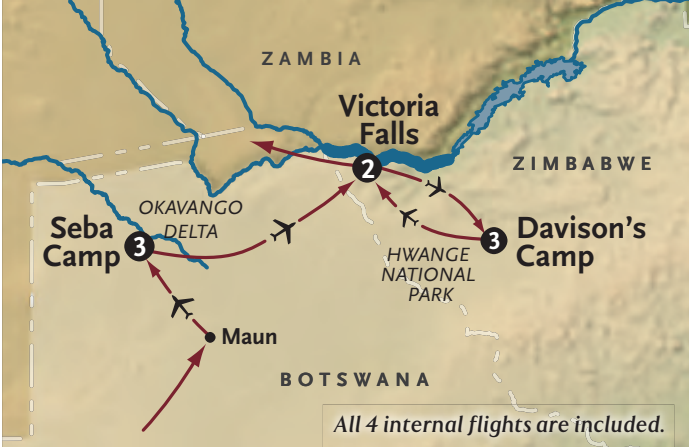 ZAMBIA
Victoria
Falls
2
ZIMBABWE
OKAVANGO
DELTA
Seba
Camp
3
3
Davison's
Camp
HWANGE
NATIONAL
PARK
Maun
BOTSWANA
All 4 internal flights are included.